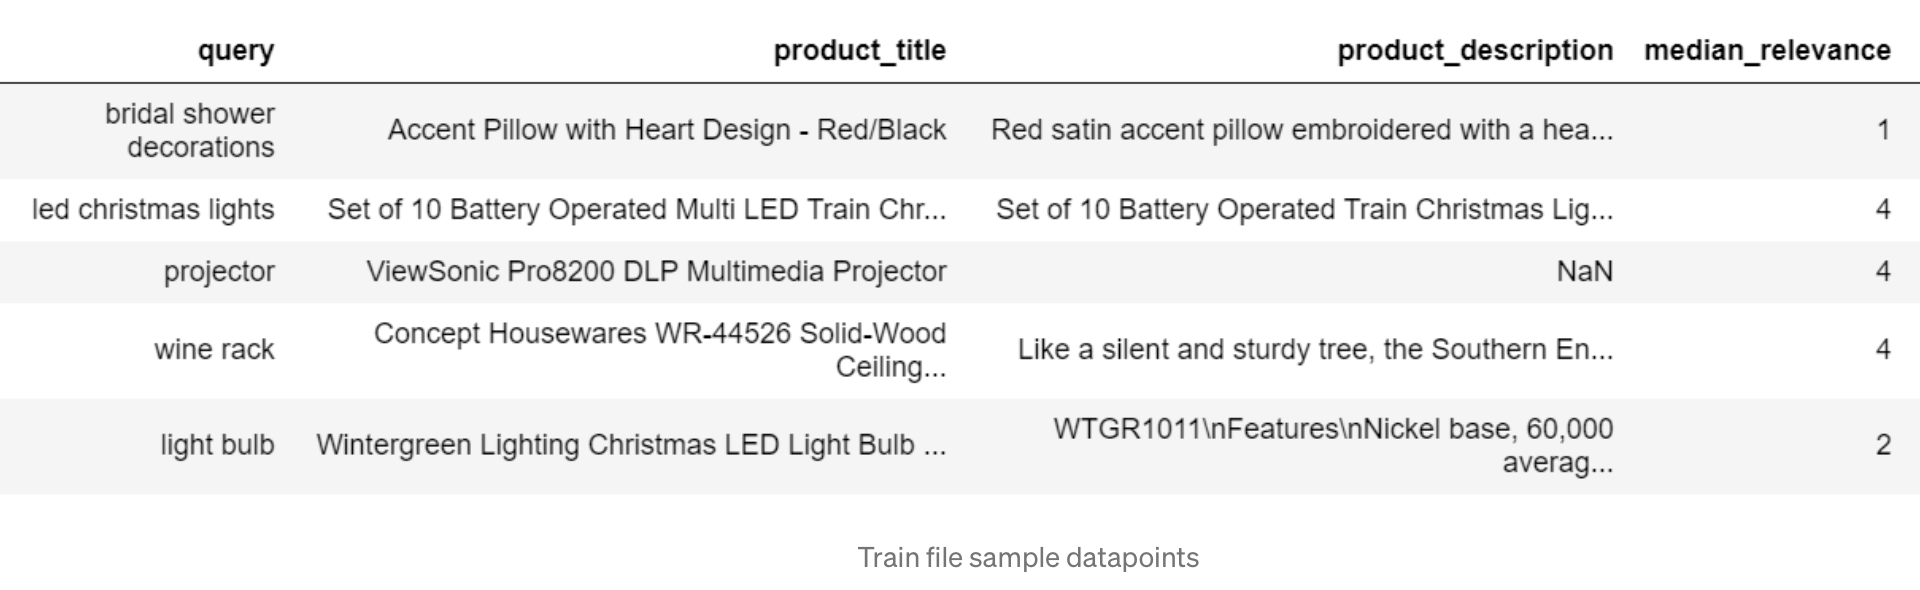 query product_title product_description median_relevance
bridal shower
decorations
Accent Pillow with Heart Design - Red/Black Red satin accent pillow embroidered with a hea... 1
led christmas lights Set of 10 Battery Operated Multi LED Train Chr... Set of 10 Battery Operated Train Christmas Lig... 4
projector ViewSonic Pro8200 DLP Multimedia Projector NaN 4
wine rack
Concept Housewares WR-44526 Solid-Wood
Ceiling...
Like a silent and sturdy tree, the Southern En... 4
light bulb Wintergreen Lighting Christmas LED Light Bulb ...
WTGR1011\nFeatures\nNickel base, 60,000
averag...
2
Train file sample datapoints